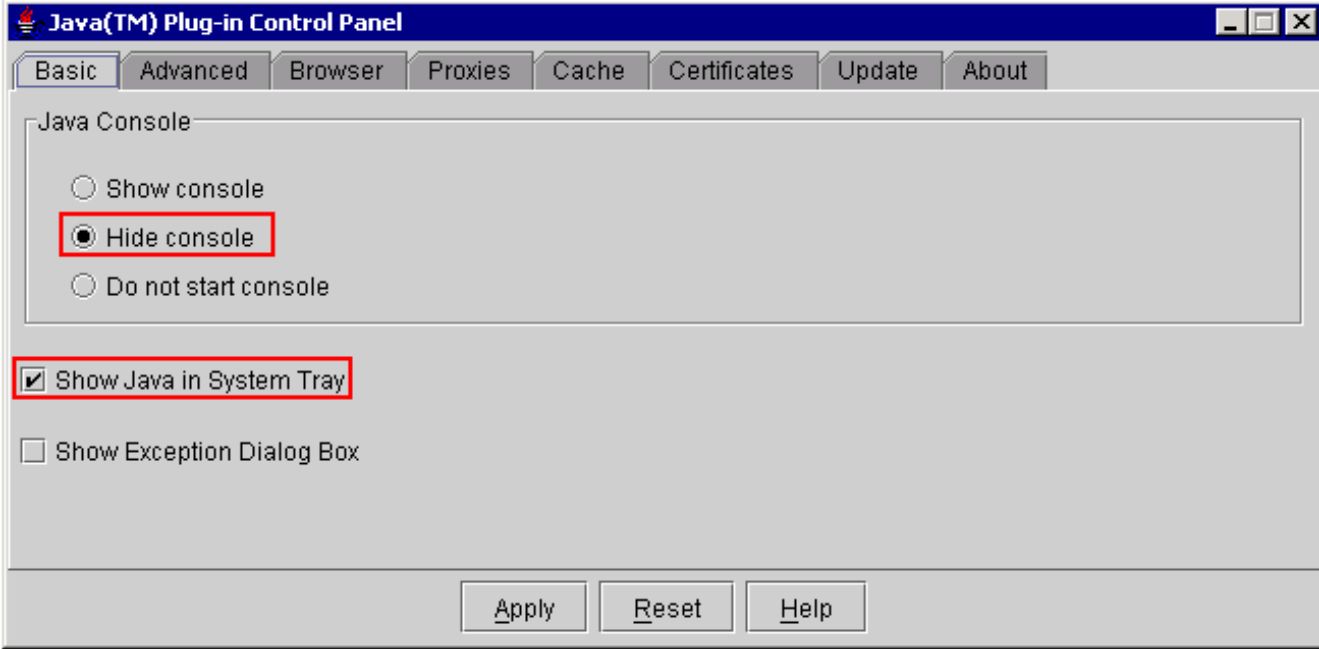 Java(TM) Plug-in Control Panel
Basic Advanced Browser Proxies Cache Certificates Update About
Java Console
Show console
Hide console
Do not start console
Show Java in System Tray
Show Exception Dialog Box
Apply Reset Help